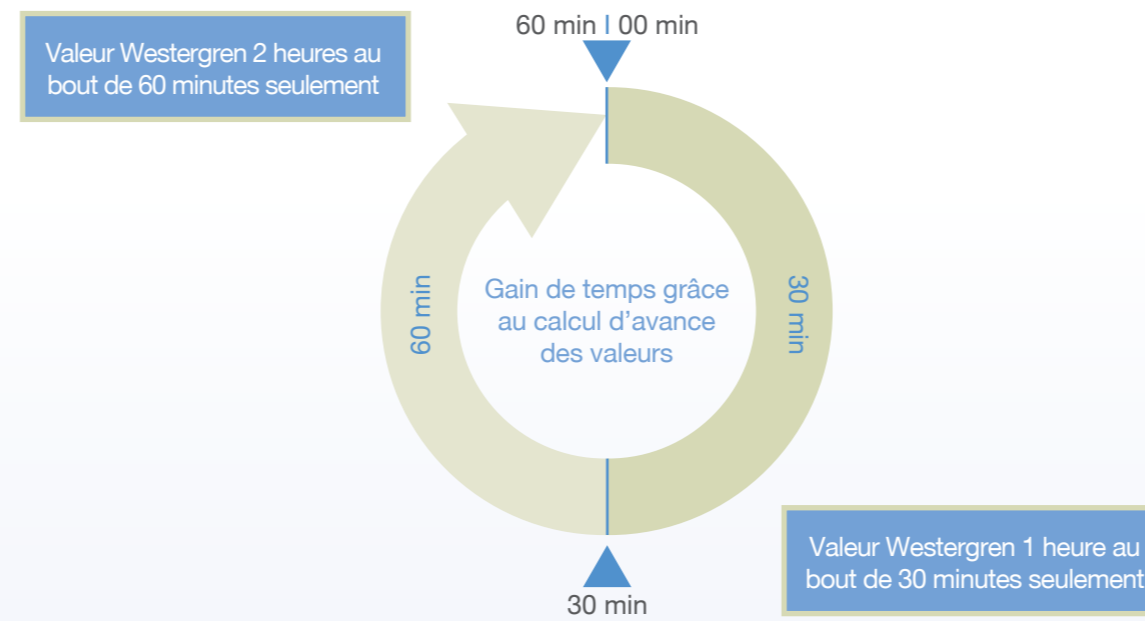 60 min | 00 min
Valeur Westergren 2 heures au
bout de 60 minutes seulement
60 min
Gain de temps grâce
au calcul d’avance
des valeurs
30 min
Valeur Westergren 1 heure au
bout de 30 minutes seulement
30 min